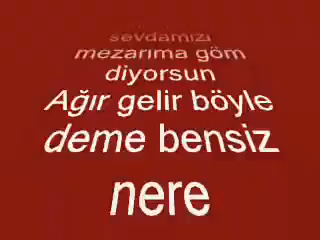 sevdamızı
mezarıma göm
diyorsun
Ağır gelir böyle
deme bensiz
nere